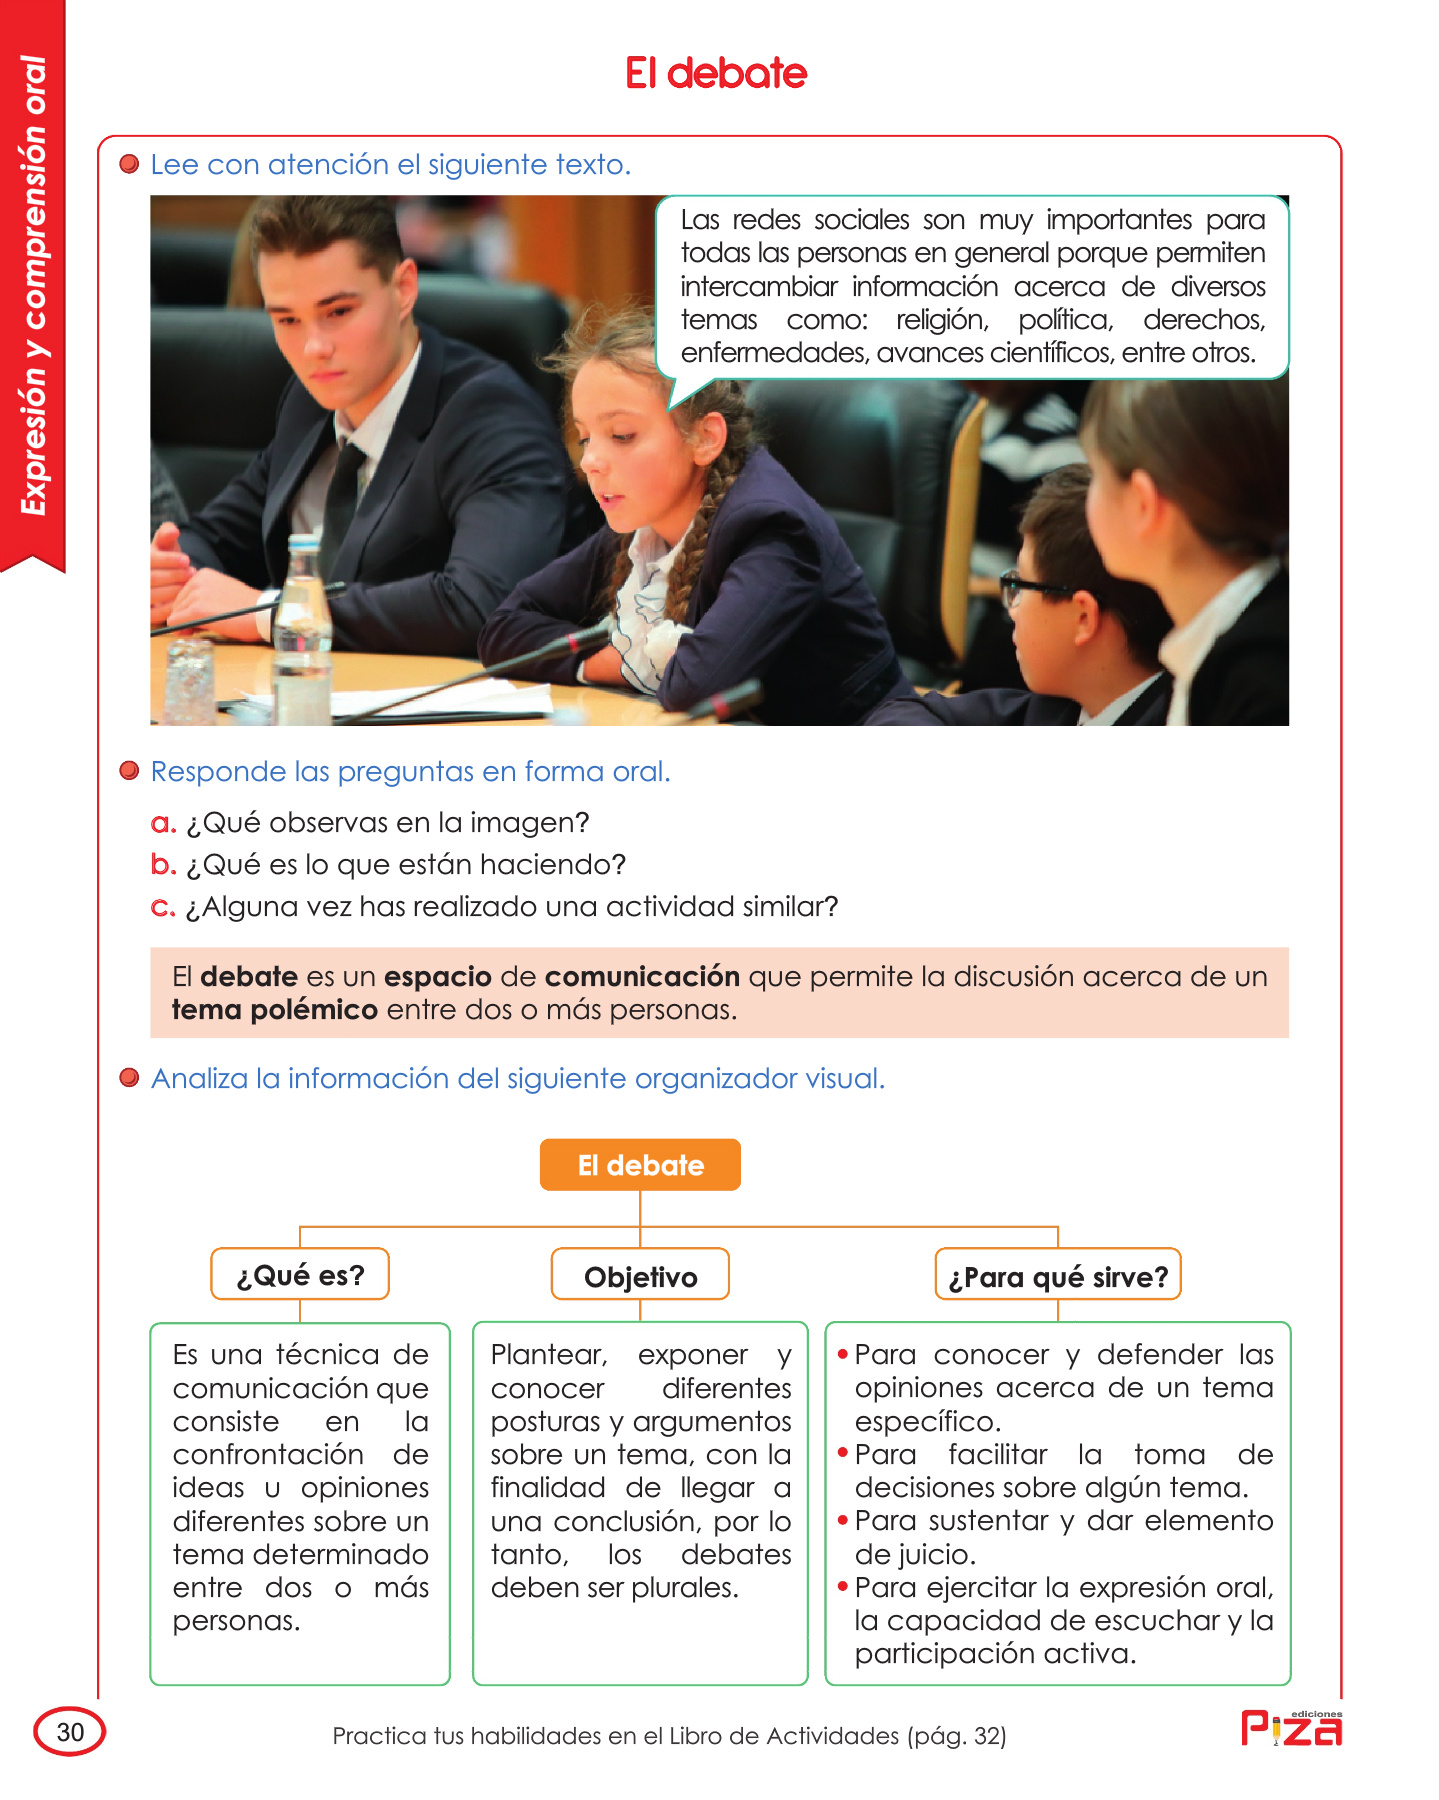 Expresión y comprensión oral
El debate
Lee con atención el siguiente texto.
Las redes sociales son muy importantes para
todas las personas en general porque permiten
intercambiar información acerca de diversos
temas como: religión, política, derechos,
enfermedades, avances científicos, entre otros.
Responde las preguntas en forma oral.
a. ¿Qué observas en la imagen?
b. ¿Qué es lo que están haciendo?
c. ¿Alguna vez has realizado una actividad similar?
El debate es un espacio de comunicación que permite la discusión acerca de un
tema polémico entre dos o más personas.
Analiza la información del siguiente organizador visual.
El debate
¿Qué es?
Es una técnica de
comunicación que
consiste en la
confrontación de
ideas u opiniones
diferentes sobre un
tema determinado
entre dos o más
personas.
Objetivo
Plantear, exponer y
conocer diferentes
posturas y argumentos
sobre un tema, con la
finalidad de llegar a
una conclusión, por lo
tanto, los debates
deben ser plurales.
¿Para qué sirve?
• Para conocer y defender las
opiniones acerca de un tema
específico.
• Para facilitar la toma de
decisiones sobre algún tema.
• Para sustentar y dar elemento
de juicio.
• Para ejercitar la expresión oral,
la capacidad de escuchar y la
participación activa.
30
Practica tus habilidades en el Libro de Actividades (pág. 32)
ediciones
Piza